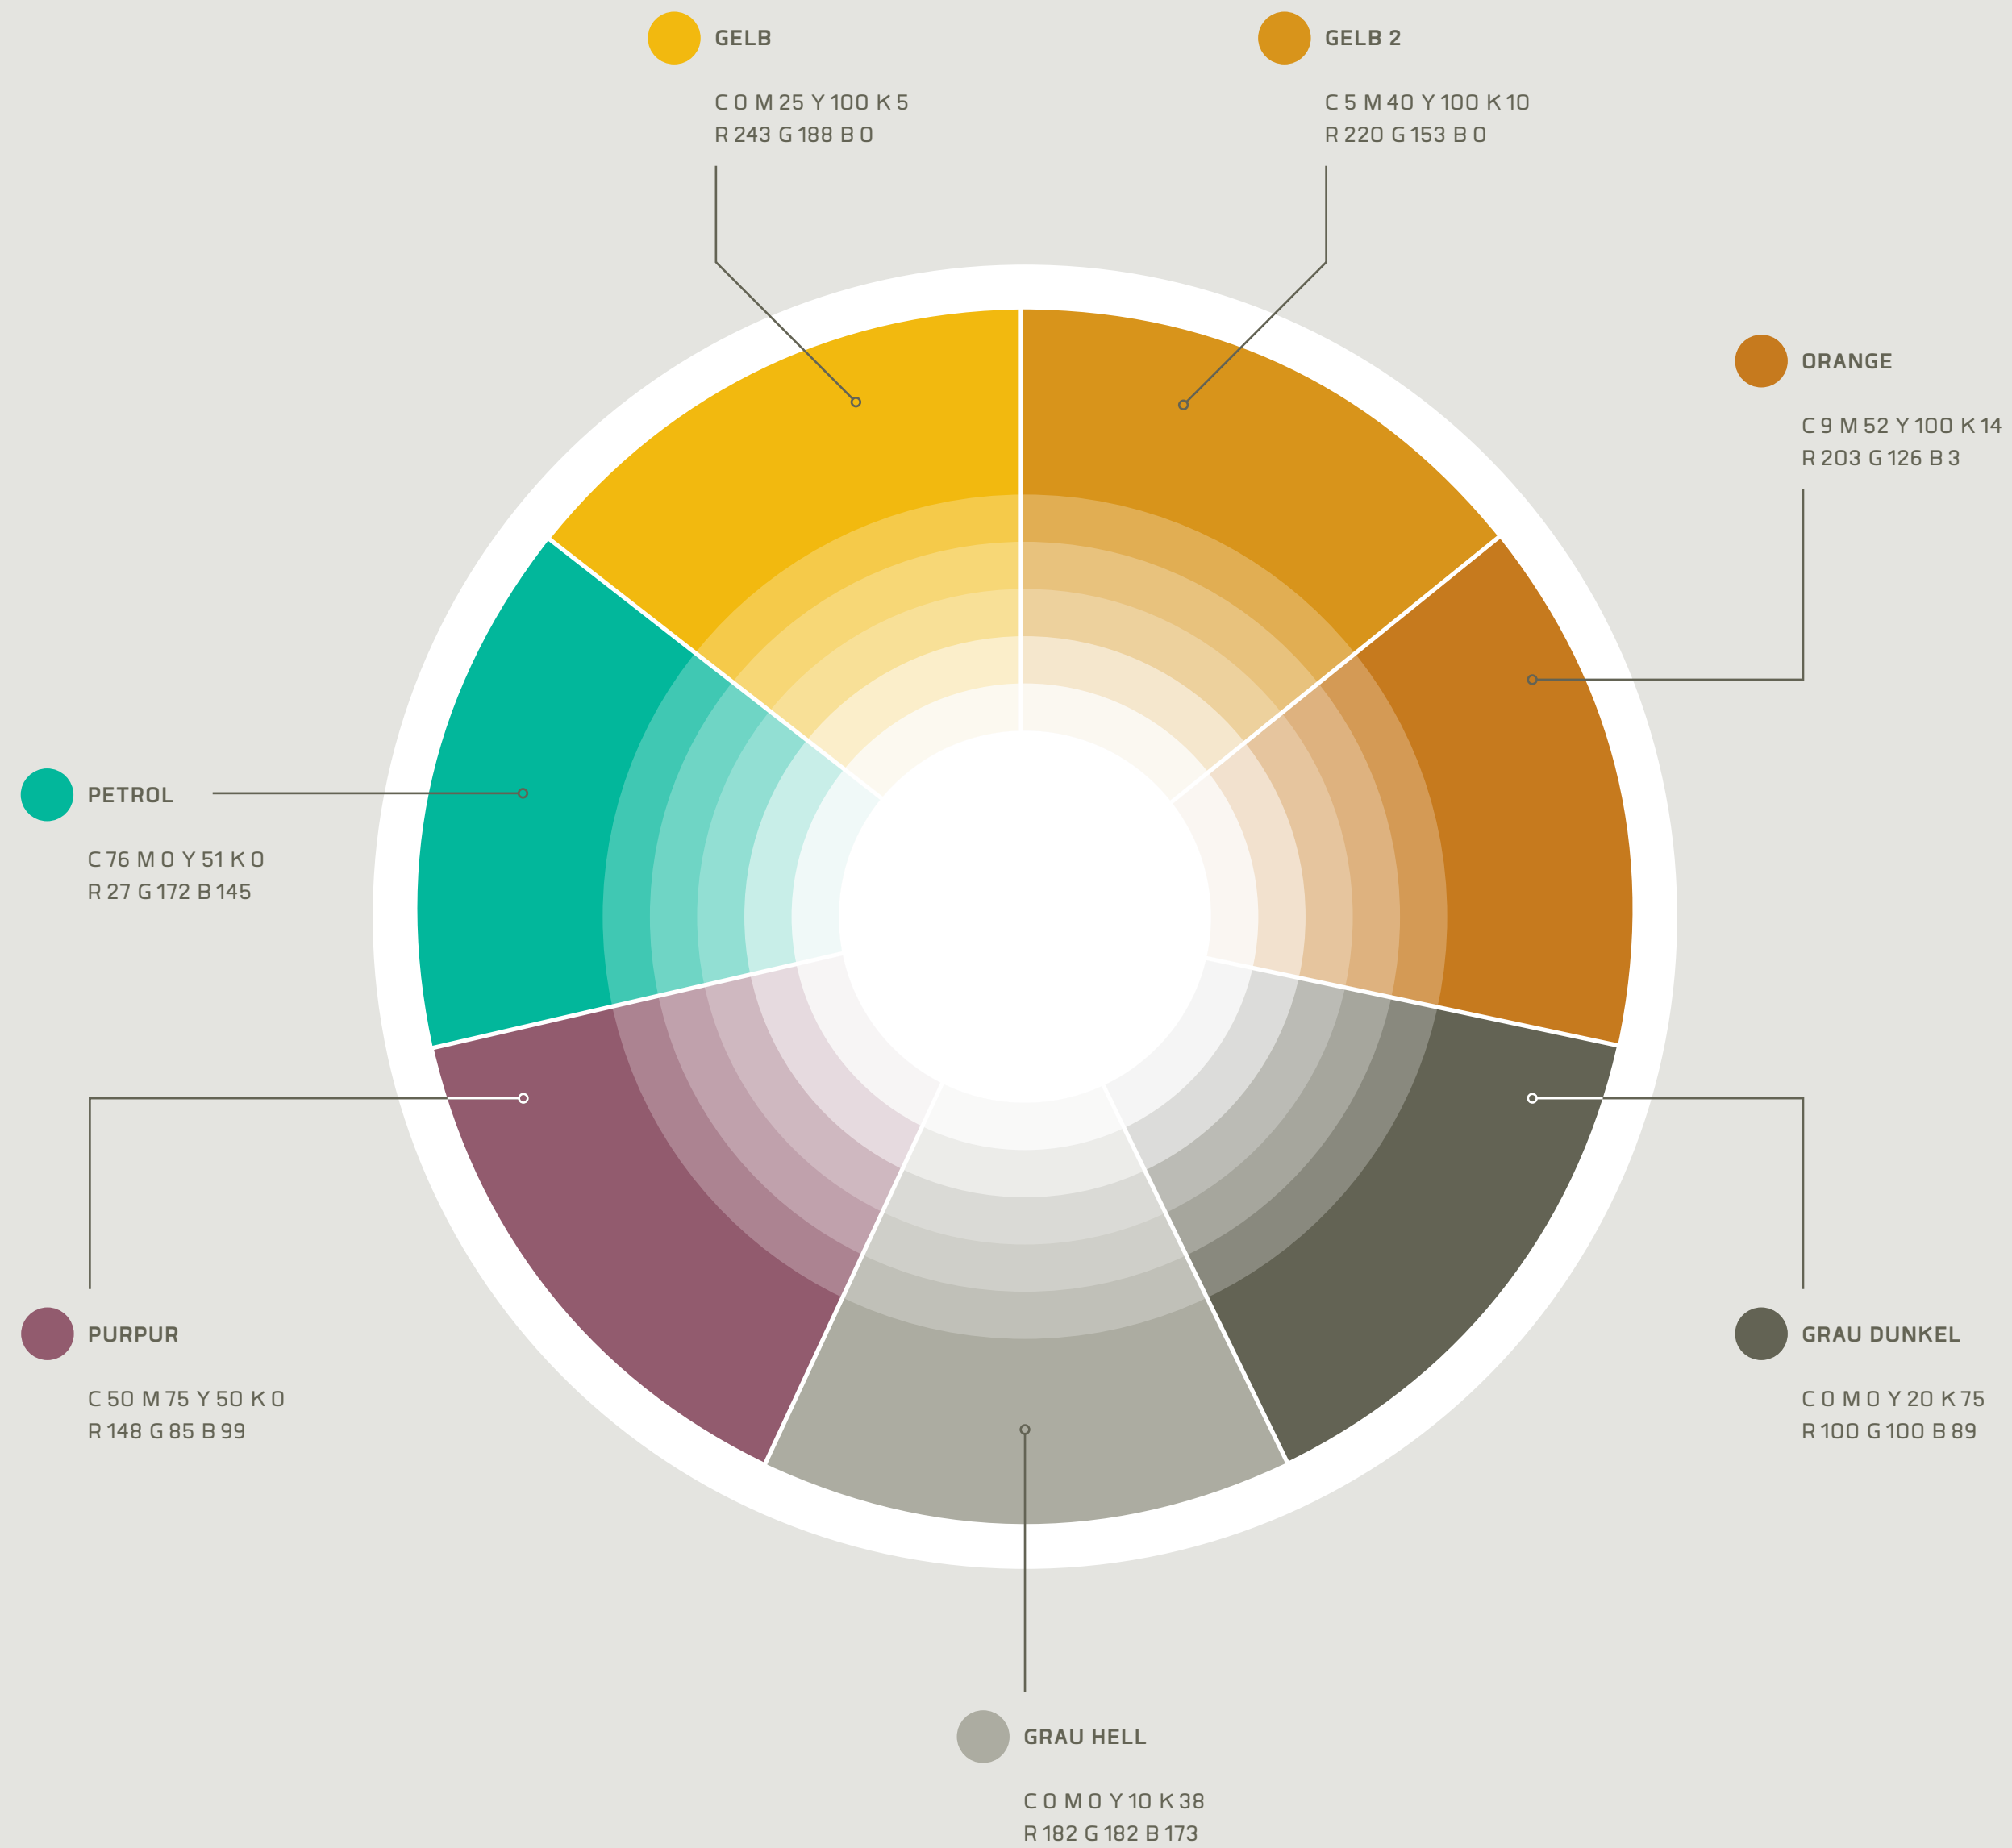 GELB
C 0 M 25 Y 100 K 5
R 243 G 188 B 0
GELB 2
C 5 M 40 Y 100 K 10
R 220 G 153 B 0
ORANGE
C 9 M 52 Y 100 K 14
R 203 G 126 B 3
PETROL
C 76 M 0 Y 51 K 0
R 27 G 172 B 145
PURPUR
C 50 M 75 Y 50 K 0
R 148 G 85 B 99
GRAU DUNKEL
C 0 M 0 Y 20 K 75
R 100 G 100 B 89
GRAU HELL
C 0 M 0 Y 10 K 38
R 182 G 182 B 173